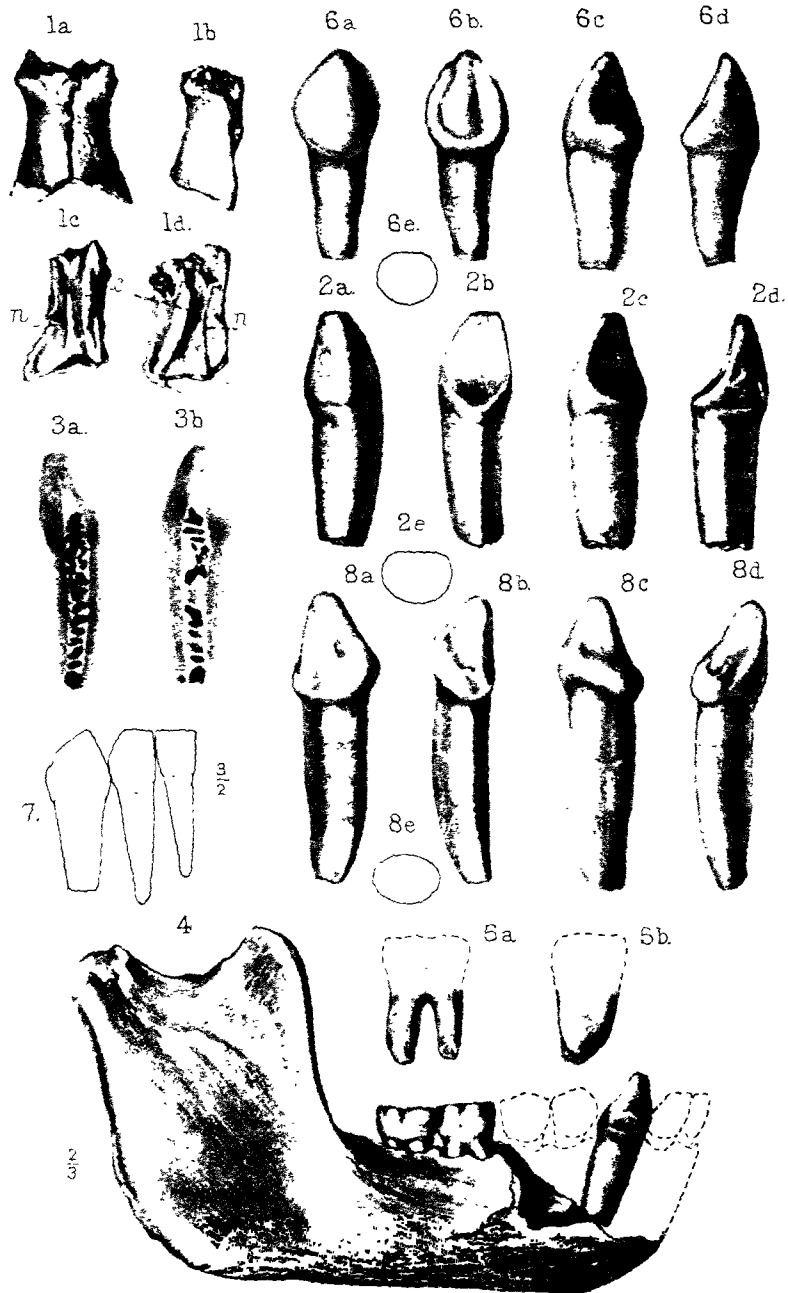 1a 1b 6a 6b. 6c 6d
1c 1d. 6e.
c
n n
2a. 2b 2c 2d.
3a. 3b
2e
8a 8b. 8c 8d
3/2
7.
8e
4 5a 5b.
2/3